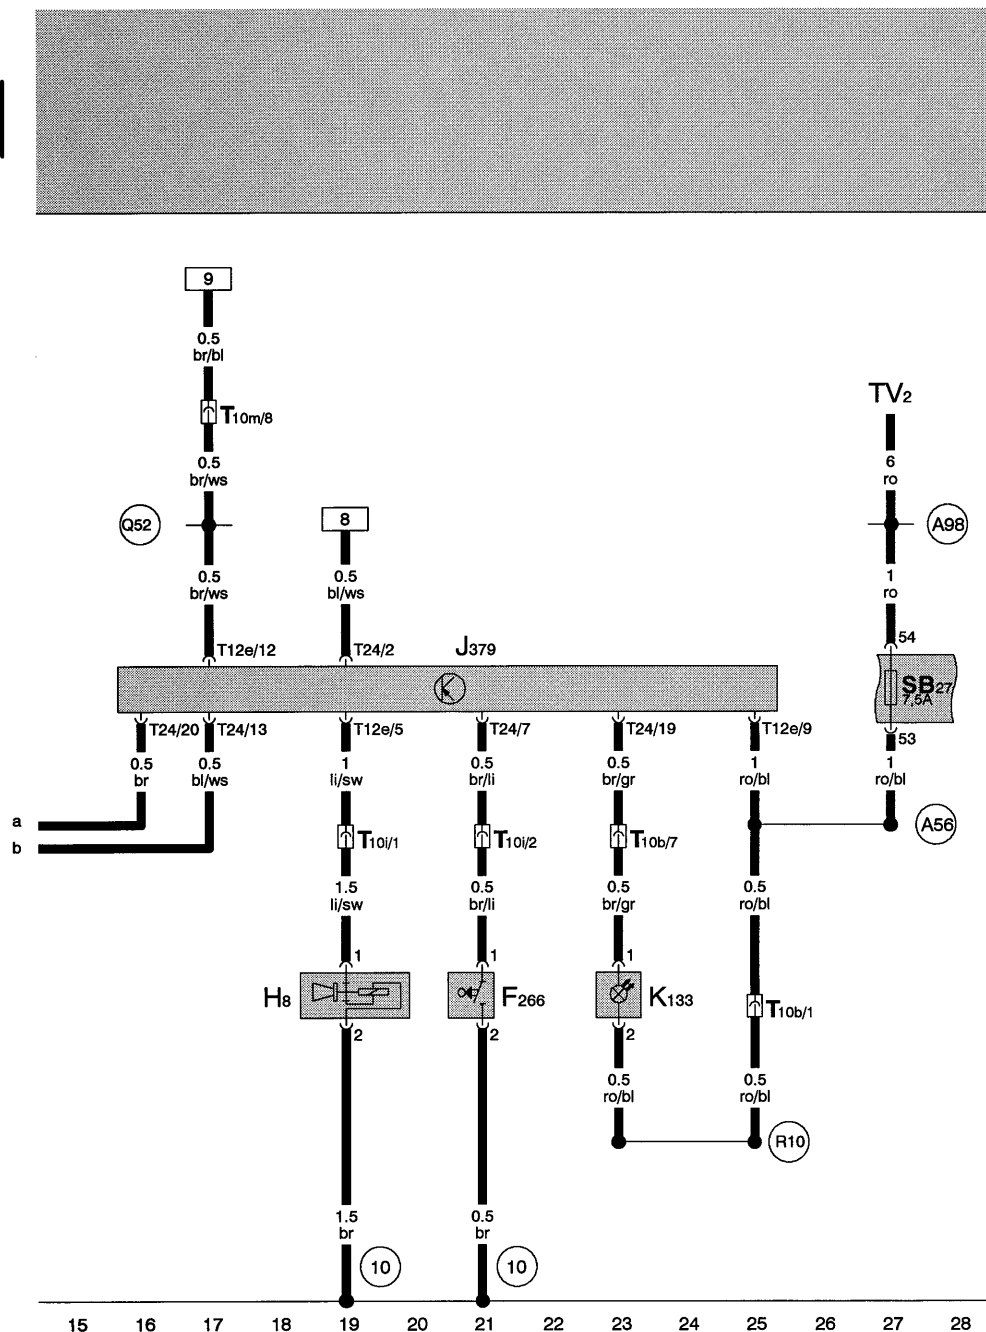 9
0.5
br/bl
T10m/8
TV2
0.5
br/ws
6
ro
Q52
8
A98
0.5
br/ws
0.5
bl/ws
1
ro
T12e/12
T24/2
J379
54
SB27
7,5A
T24/20
T24/13
T12e/5
T24/7
T24/19
T12e/9
53
0.5
br
0.5
bl/ws
1
li/sw
0.5
br/li
0.5
br/gr
1
ro/bl
1
ro/bl
a
b
A56
T10i/1
T10i/2
T10b/7
1.5
li/sw
0.5
br/li
0.5
br/gr
0.5
ro/bl
1
1
1
H8
F266
K133
T10b/1
2
2
2
0.5
ro/bl
0.5
ro/bl
R10
1.5
br
0.5
br
10
10
15 16 17 18 19 20 21 22 23 24 25 26 27 28